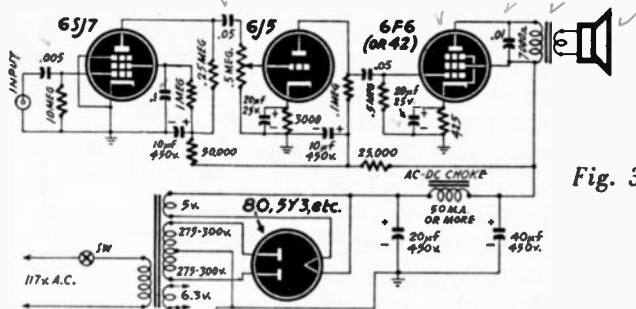 6SJ7
6J5
6F6
(OR 42)
INPUT
.005
10MEG
.1
1MEG
.25MEG
.05
.5MEG
20µf
25v.
3000
.1MEG
10µf
450v.
50,000
10µf
450v.
.05
.5MEG
20µf
25v.
425
.01
7000Ω
25,000
AC-DC CHOKE
50MA
OR MORE
Fig. 3
80, 5Y3, etc.
5v.
275-300v.
275-300v.
6.3v.
SW
117v. A.C.
20µf
450v.
40µf
450v.